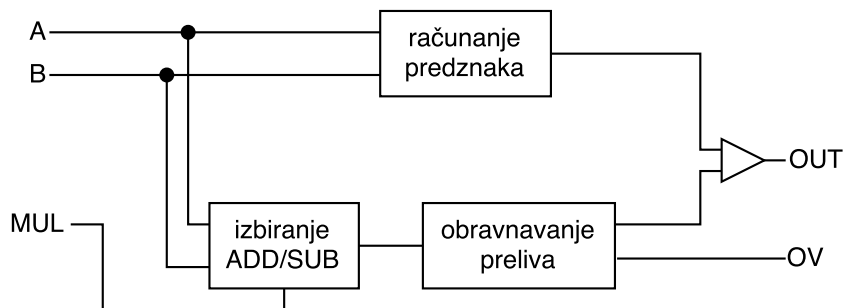 A
računanje
predznaka
B
OUT
MUL
izbiranje
ADD/SUB
obravnavanje
preliva
OV